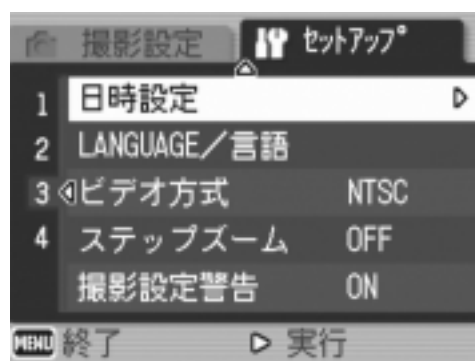 撮影設定 セットアップ
1 日時設定
2 LANGUAGE／言語
3 ビデオ方式 NTSC
4 ステップズーム OFF
撮影設定警告 ON
MENU 終了 実行